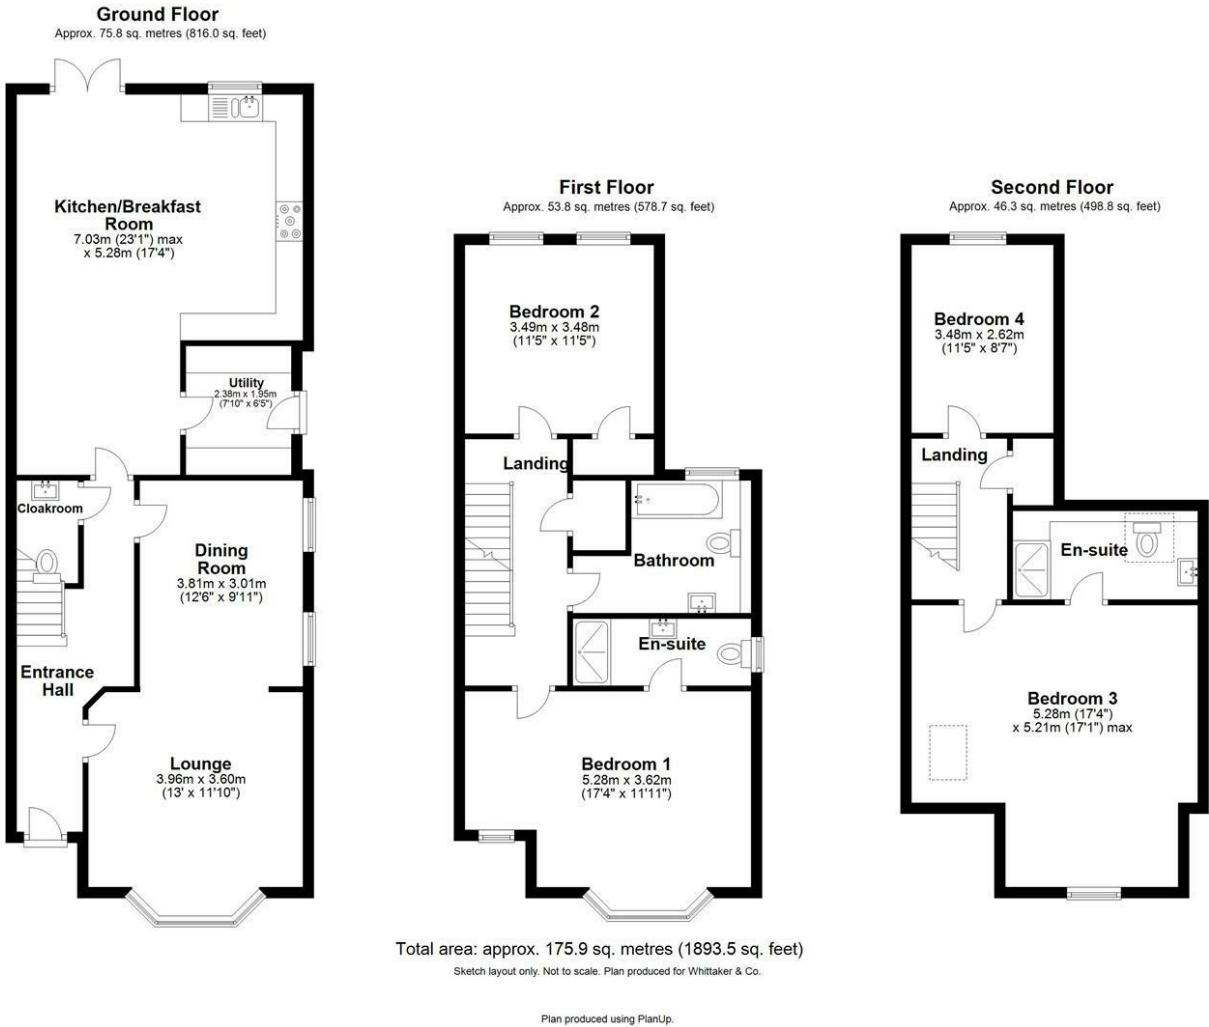 Ground Floor
Approx. 75.8 sq. metres (816.0 sq. feet)
Kitchen/Breakfast
Room
7.03m (23'1") max
x 5.28m (17'4")
Utility
2.38m x 1.95m
(7'10" x 6'5")
Cloakroom
Dining
Room
3.81m x 3.01m
(12'6" x 9'11")
Entrance
Hall
Lounge
3.96m x 3.60m
(13' x 11'10")
First Floor
Approx. 53.8 sq. metres (578.7 sq. feet)
Bedroom 2
3.49m x 3.48m
(11'5" x 11'5")
Landing
Bathroom
En-suite
Bedroom 1
5.28m x 3.62m
(17'4" x 11'11")
Second Floor
Approx. 46.3 sq. metres (498.8 sq. feet)
Bedroom 4
3.48m x 2.62m
(11'5" x 8'7")
Landing
En-suite
Bedroom 3
5.28m (17'4")
x 5.21m (17'1") max
Total area: approx. 175.9 sq. metres (1893.5 sq. feet)
Sketch layout only. Not to scale. Plan produced for Whittaker & Co.
Plan produced using PlanUp.